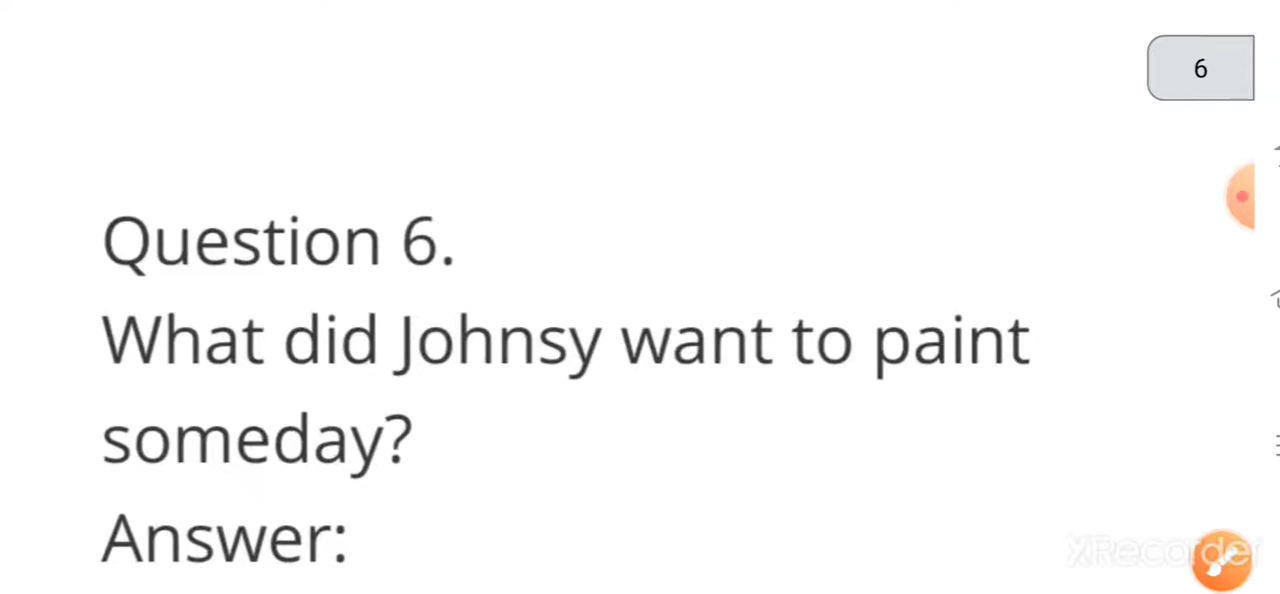 6
Question 6.
What did Johnsy want to paint
someday?
Answer:
XRecorder